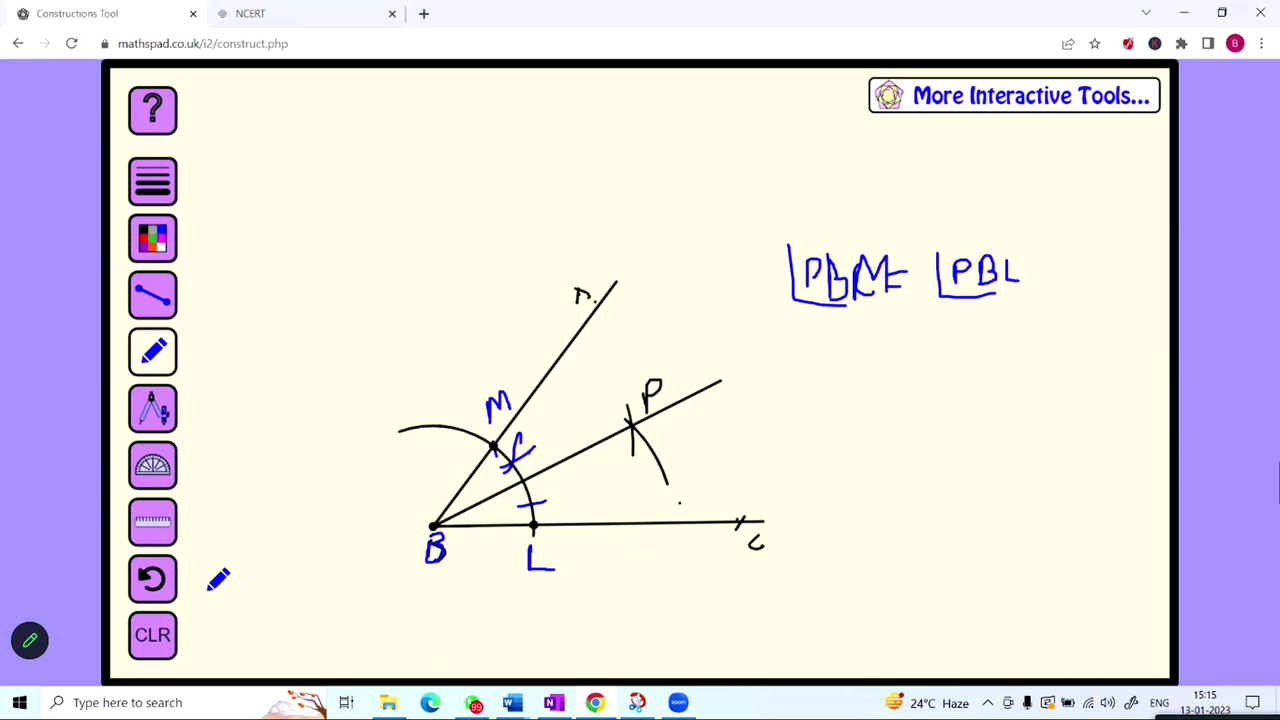 Constructions Tool
NCERT
mathspad.co.uk/i2/construct.php
B
?
More Interactive Tools...
PBL
M
P
B
L
C
CLR
Type here to search
99
24°C Haze
ENG
15:15
13-01-2023